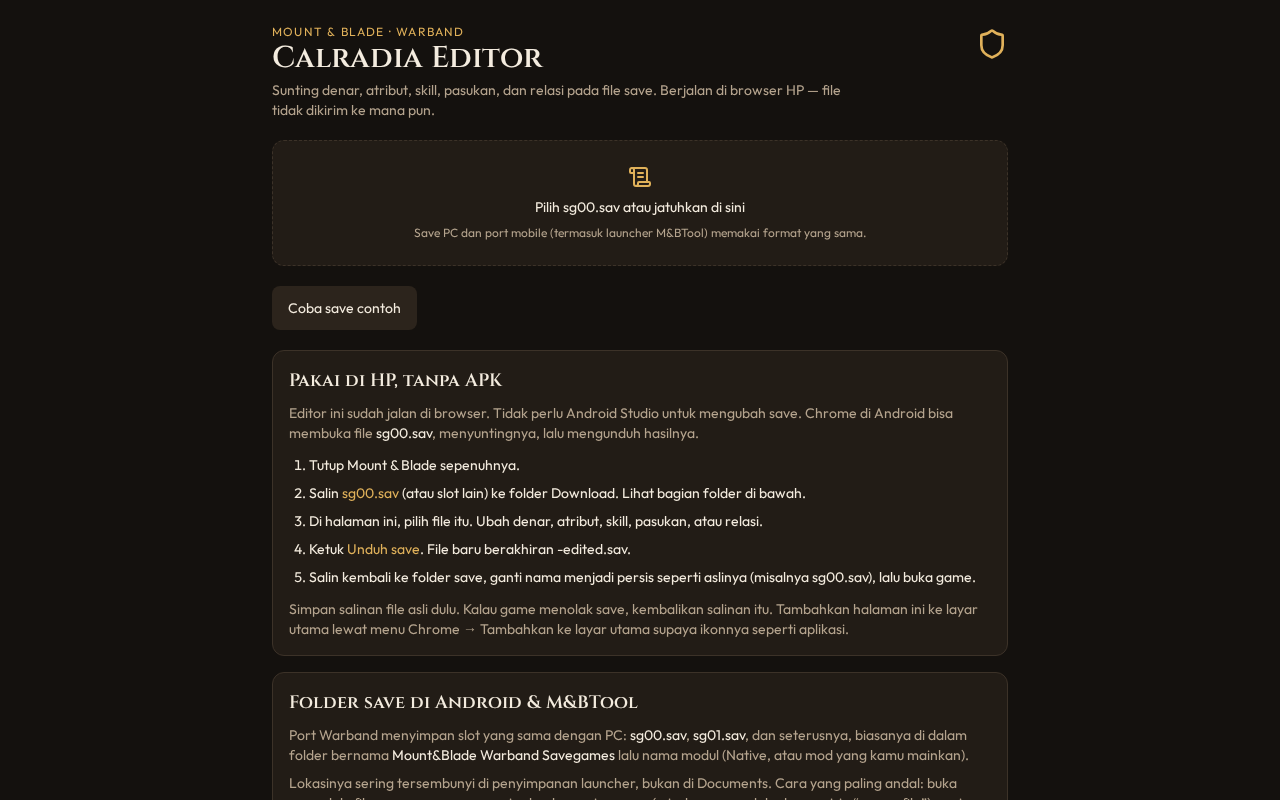 MOUNT & BLADE · WARBAND
Calradia Editor
Sunting denar, atribut, skill, pasukan, dan relasi pada file save. Berjalan di browser HP — file
tidak dikirim ke mana pun.
Pilih sg00.sav atau jatuhkan di sini
Save PC dan port mobile (termasuk launcher M&BTool) memakai format yang sama.
Coba save contoh
Pakai di HP, tanpa APK
Editor ini sudah jalan di browser. Tidak perlu Android Studio untuk mengubah save. Chrome di Android bisa
membuka file sg00.sav, menyuntingnya, lalu mengunduh hasilnya.
1. Tutup Mount & Blade sepenuhnya.
2. Salin sg00.sav (atau slot lain) ke folder Download. Lihat bagian folder di bawah.
3. Di halaman ini, pilih file itu. Ubah denar, atribut, skill, pasukan, atau relasi.
4. Ketuk Unduh save. File baru berakhiran -edited.sav.
5. Salin kembali ke folder save, ganti nama menjadi persis seperti aslinya (misalnya sg00.sav), lalu buka game.
Simpan salinan file asli dulu. Kalau game menolak save, kembalikan salinan itu. Tambahkan halaman ini ke layar
utama lewat menu Chrome → Tambahkan ke layar utama supaya ikonnya seperti aplikasi.
Folder save di Android & M&BTool
Port Warband menyimpan slot yang sama dengan PC: sg00.sav, sg01.sav, dan seterusnya, biasanya di dalam
folder bernama Mount&Blade Warband Savegames lalu nama modul (Native, atau mod yang kamu mainkan).
Lokasinya sering tersembunyi di penyimpanan launcher, bukan di Documents. Cara yang paling andal: buka